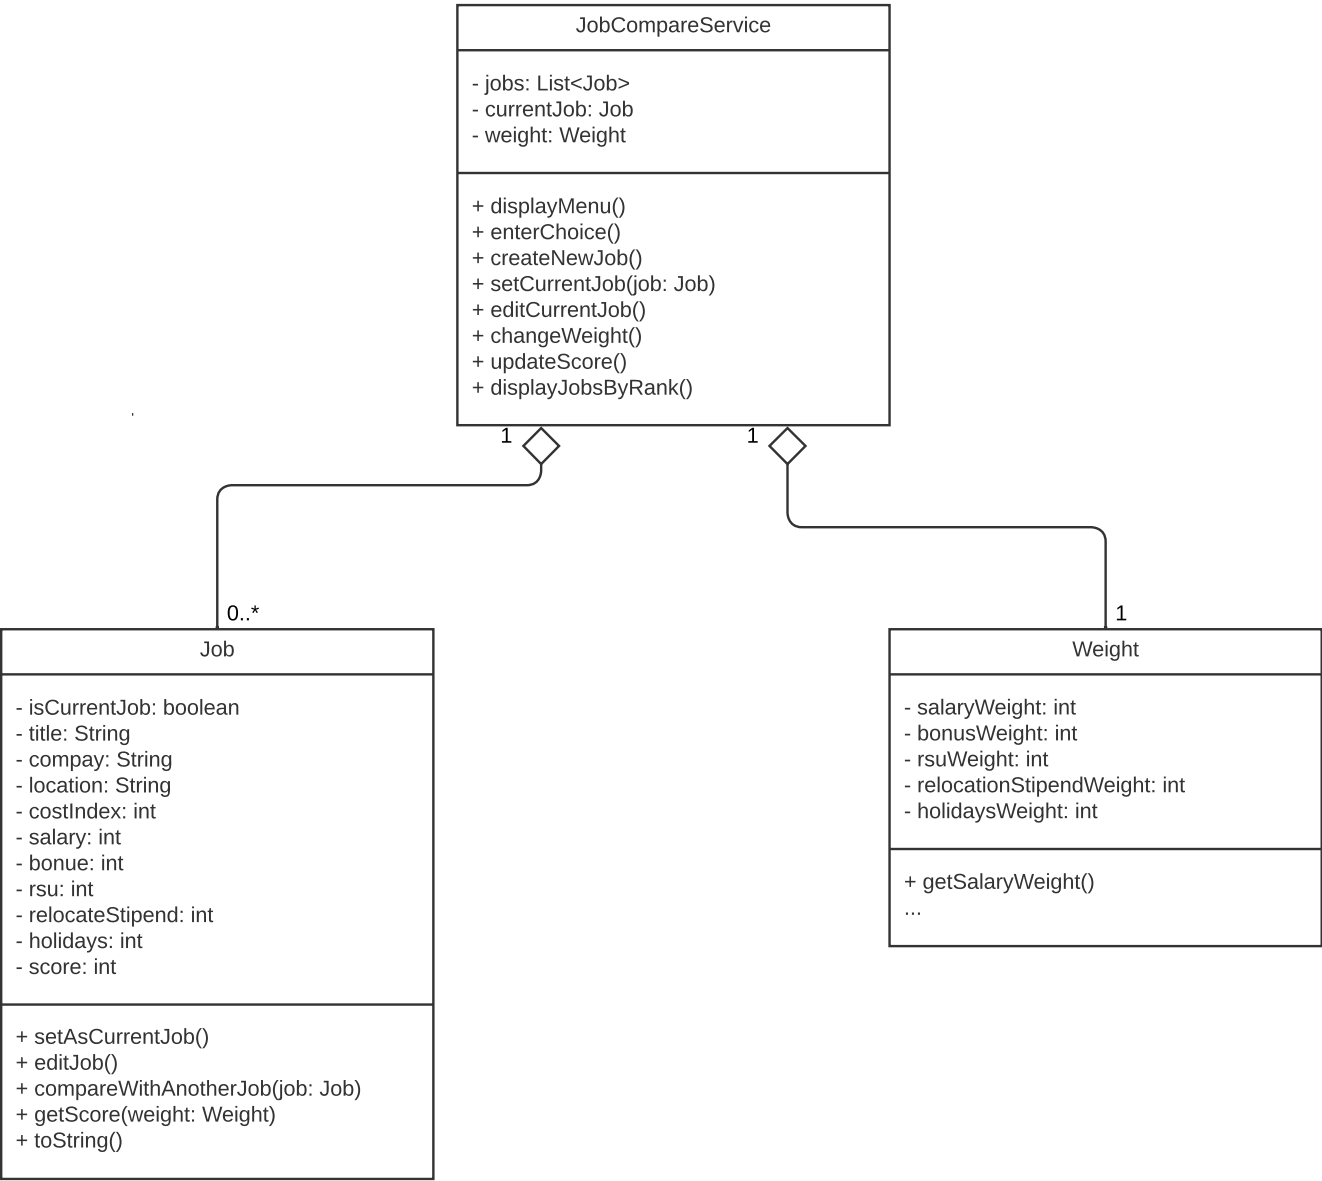 JobCompareService
- jobs: List<Job>
- currentJob: Job
- weight: Weight
+ displayMenu()
+ enterChoice()
+ createNewJob()
+ setCurrentJob(job: Job)
+ editCurrentJob()
+ changeWeight()
+ updateScore()
+ displayJobsByRank()
1
1
0..*
1
Job
- isCurrentJob: boolean
- title: String
- compay: String
- location: String
- costIndex: int
- salary: int
- bonue: int
- rsu: int
- relocateStipend: int
- holidays: int
- score: int
+ setAsCurrentJob()
+ editJob()
+ compareWithAnotherJob(job: Job)
+ getScore(weight: Weight)
+ toString()
Weight
- salaryWeight: int
- bonusWeight: int
- rsuWeight: int
- relocationStipendWeight: int
- holidaysWeight: int
+ getSalaryWeight()
...